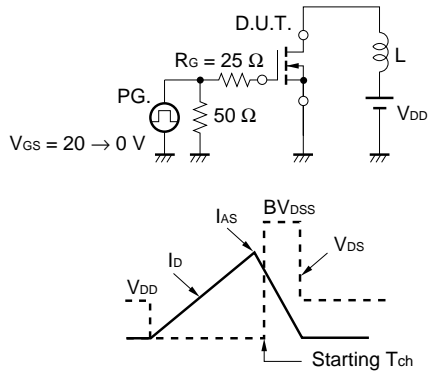 D.U.T.
RG = 25 Ω
L
PG.
50 Ω
VDD
VGS = 20 → 0 V
BVDSS
IAS
ID
VDS
VDD
Starting Tch